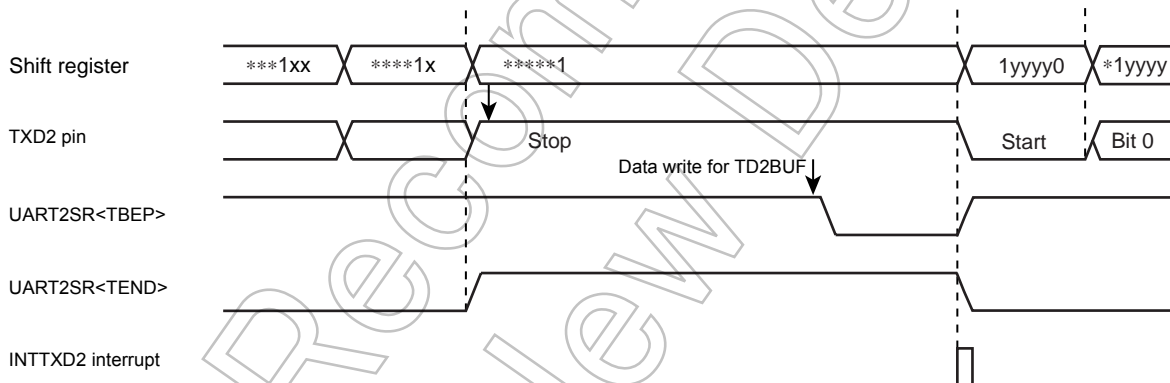 Shift register
***1xx
****1x
*****1
1yyyy0
*1yyyy
TXD2 pin
Stop
Start
Bit 0
Data write for TD2BUF
UART2SR<TBEP>
UART2SR<TEND>
INTTXD2 interrupt